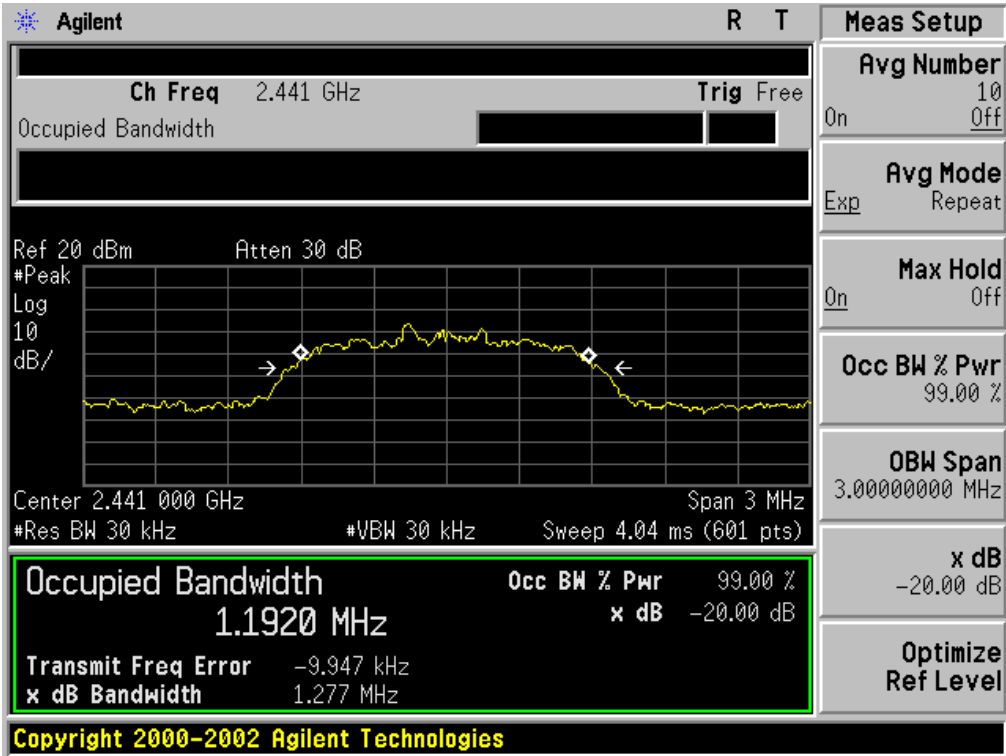 Agilent R T
Ch Freq 2.441 GHz Trig Free
Occupied Bandwidth
Ref 20 dBm Atten 30 dB
#Peak
Log
10
dB/
Center 2.441 000 GHz Span 3 MHz
#Res BW 30 kHz #VBW 30 kHz Sweep 4.04 ms (601 pts)
Occupied Bandwidth
1.1920 MHz
Occ BW % Pwr 99.00 %
x dB -20.00 dB
Transmit Freq Error -9.947 kHz
x dB Bandwidth 1.277 MHz
Copyright 2000-2002 Agilent Technologies
Meas Setup
Avg Number
10
On Off
Avg Mode
Exp Repeat
Max Hold
On Off
Occ BW % Pwr
99.00 %
OBW Span
3.00000000 MHz
x dB
-20.00 dB
Optimize
Ref Level